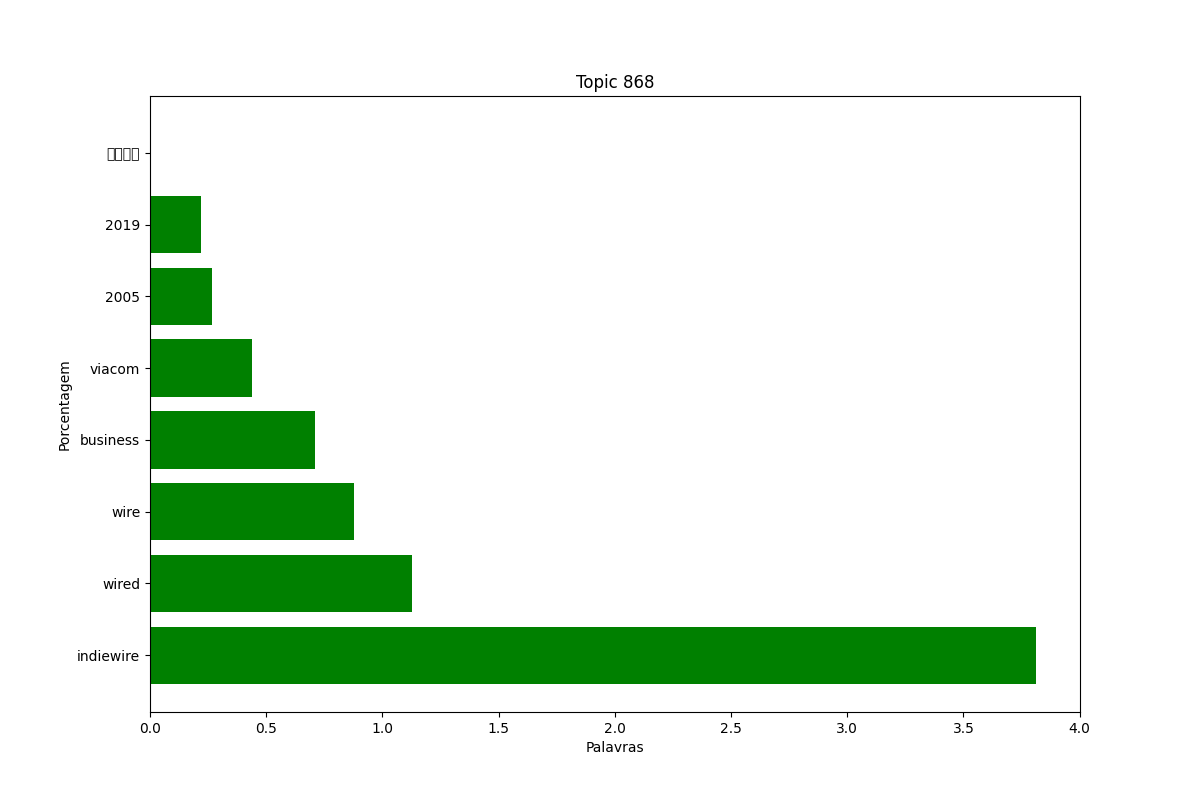 Topic 868
2019
2005
viacom
business
wire
wired
indiewire
Porcentagem
0.0 0.5 1.0 1.5 2.0 2.5 3.0 3.5 4.0
Palavras